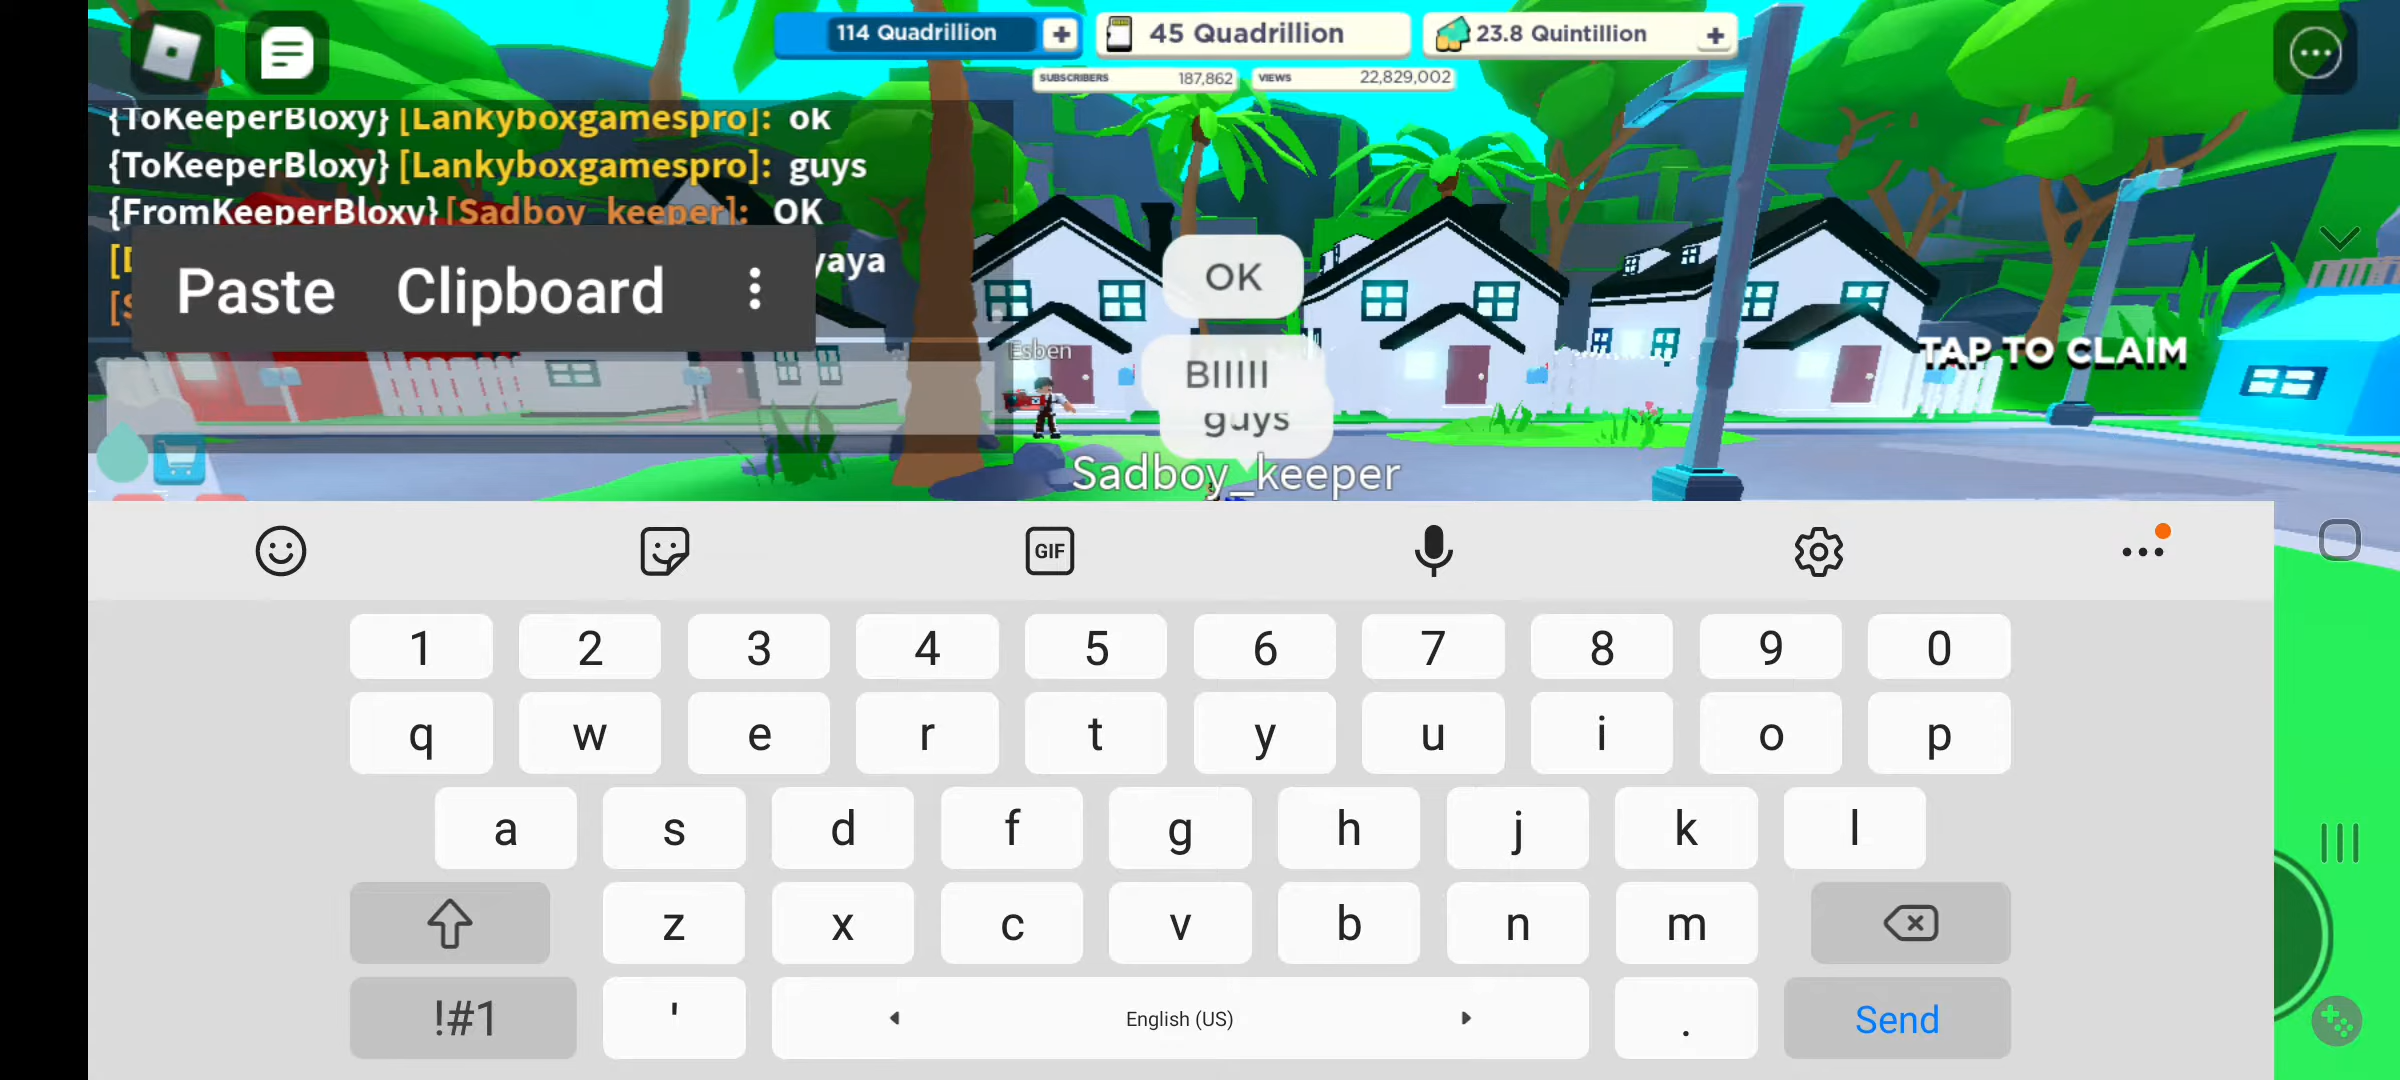 114 Quadrillion
45 Quadrillion
23.8 Quintillion
SUBSCRIBERS 187,862
VIEWS 22,829,002
{ToKeeperBloxy} [Lankyboxgamespro]: ok
{ToKeeperBloxy} [Lankyboxgamespro]: guys
{FromKeeperBloxy} [Sadboy_keeper]: OK
yaya
Paste Clipboard
OK
BIIIII
guys
Esben
Sadboy_keeper
TAP TO CLAIM
GIF
1 2 3 4 5 6 7 8 9 0
q w e r t y u i o p
a s d f g h j k l
z x c v b n m
!#1 ' English (US) . Send